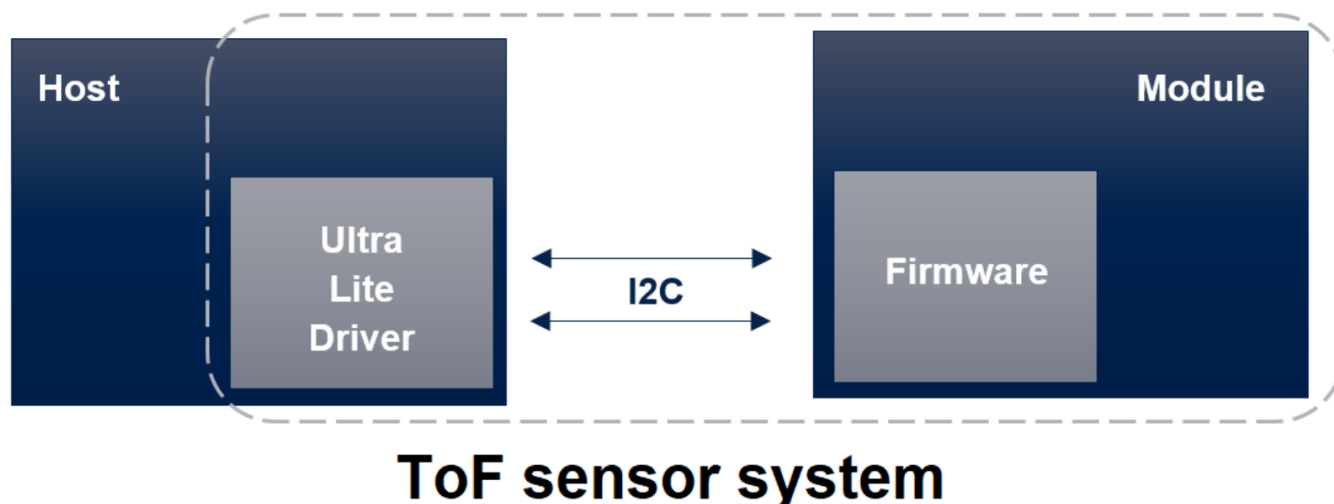 Host
Module
Ultra
Lite
Driver
I2C
Firmware
ToF sensor system